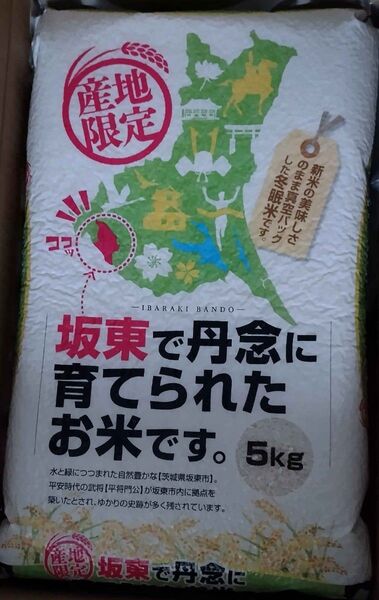 産地
限定
新米の美味しさ
のまま真空パック
した冬眠米です。
ココッ!
IBARAKI BANDO
坂東で丹念に
育てられた
お米です。
5kg
水と緑につつまれた自然豊かな【茨城県坂東市】。
平安時代の武将【平将門公】が坂東市内に拠点を
築いたとされ、ゆかりの史跡が多く残されています。
産地
限定
坂東で丹念に